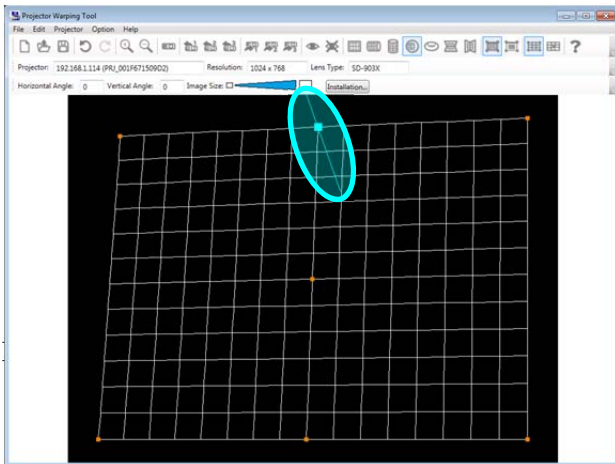 Projector Warping Tool
File Edit Projector Option Help
Projector: 192.168.1.114 (PRJ_001F671509D2) Resolution: 1024 x 768 Lens Type: SD-903X
Horizontal Angle: 0 Vertical Angle: 0 Image Size: Installation...